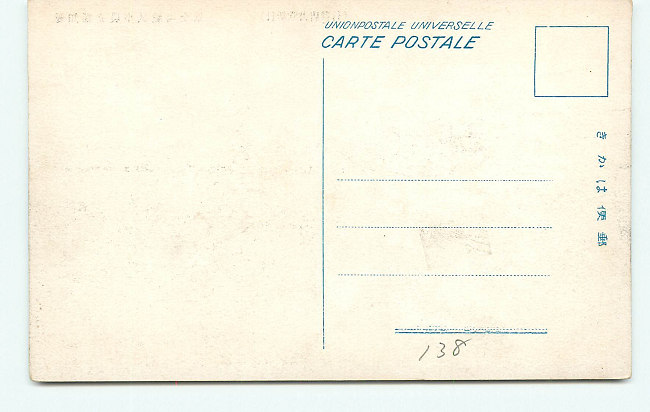 UNIONPOSTALE UNIVERSELLE
CARTE POSTALE
きかは便郵
138